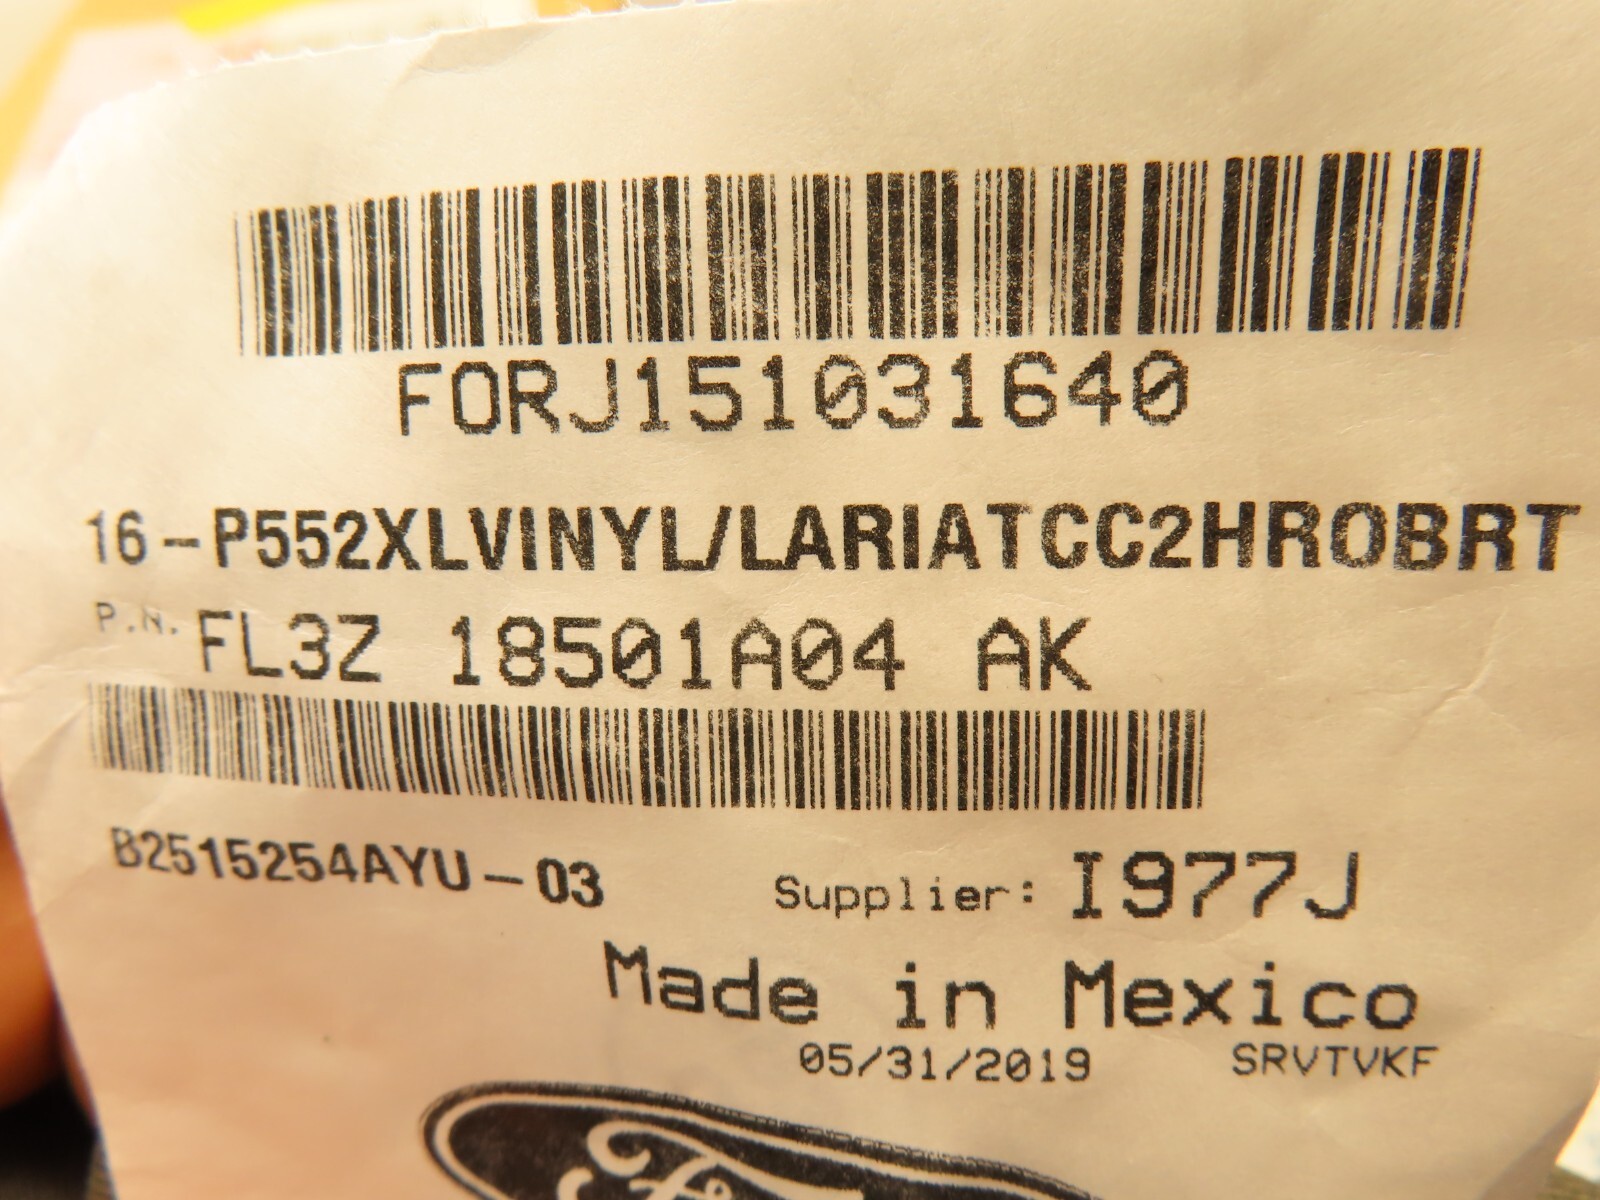 FORJ151031640
16-P552XLVINYL/LARIATCC2HROBRT
P.N. FL3Z 18501A04 AK
B2515254AYU-03 Supplier: I977J
Made in Mexico
05/31/2019 SRVTVKF